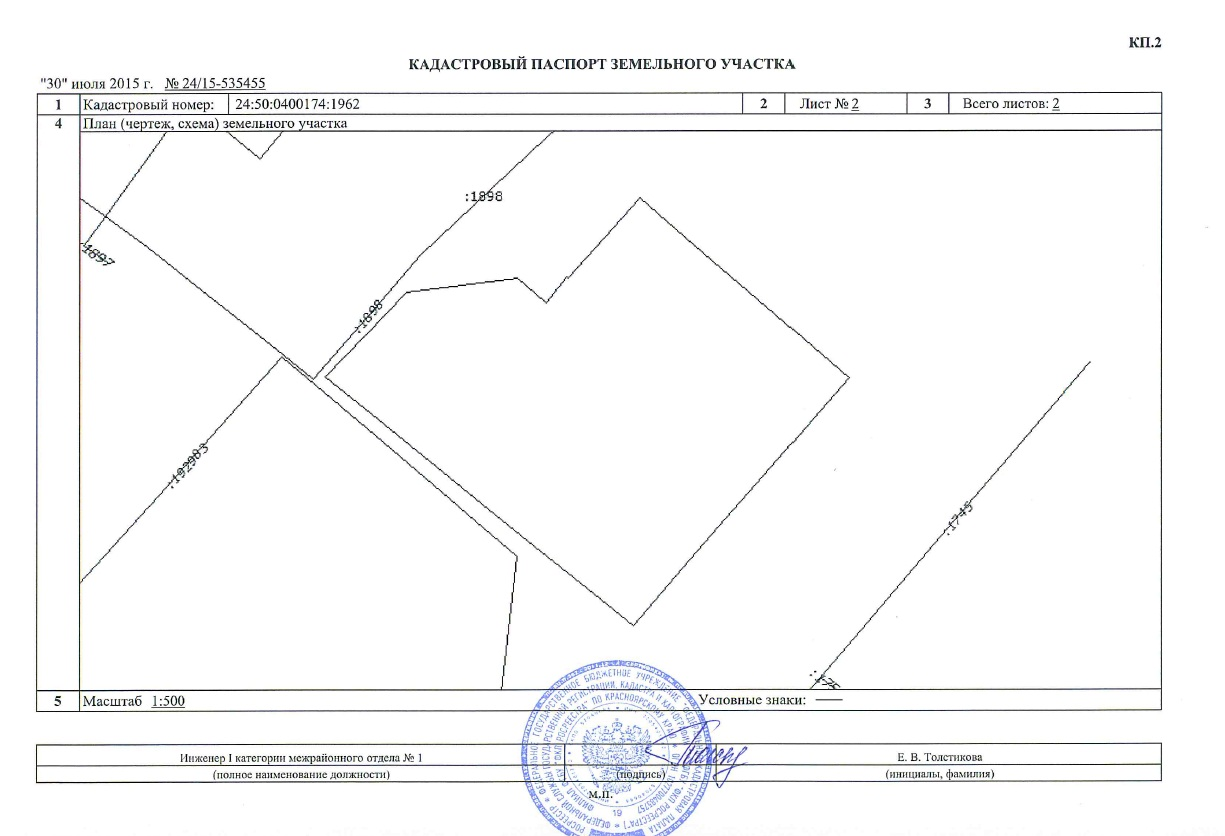 КП.2
КАДАСТРОВЫЙ ПАСПОРТ ЗЕМЕЛЬНОГО УЧАСТКА
"30" июля 2015 г. № 24/15-535455
1 Кадастровый номер: 24:50:0400174:1962 2 Лист № 2 3 Всего листов: 2
4 План (чертеж, схема) земельного участка
:1898
1897
:1898
:192983
:1745
5 Масштаб 1:500 Условные знаки:
Инженер I категории межрайонного отдела № 1 Е. В. Толстикова
(полное наименование должности) (подпись) (инициалы, фамилия)
м.п.